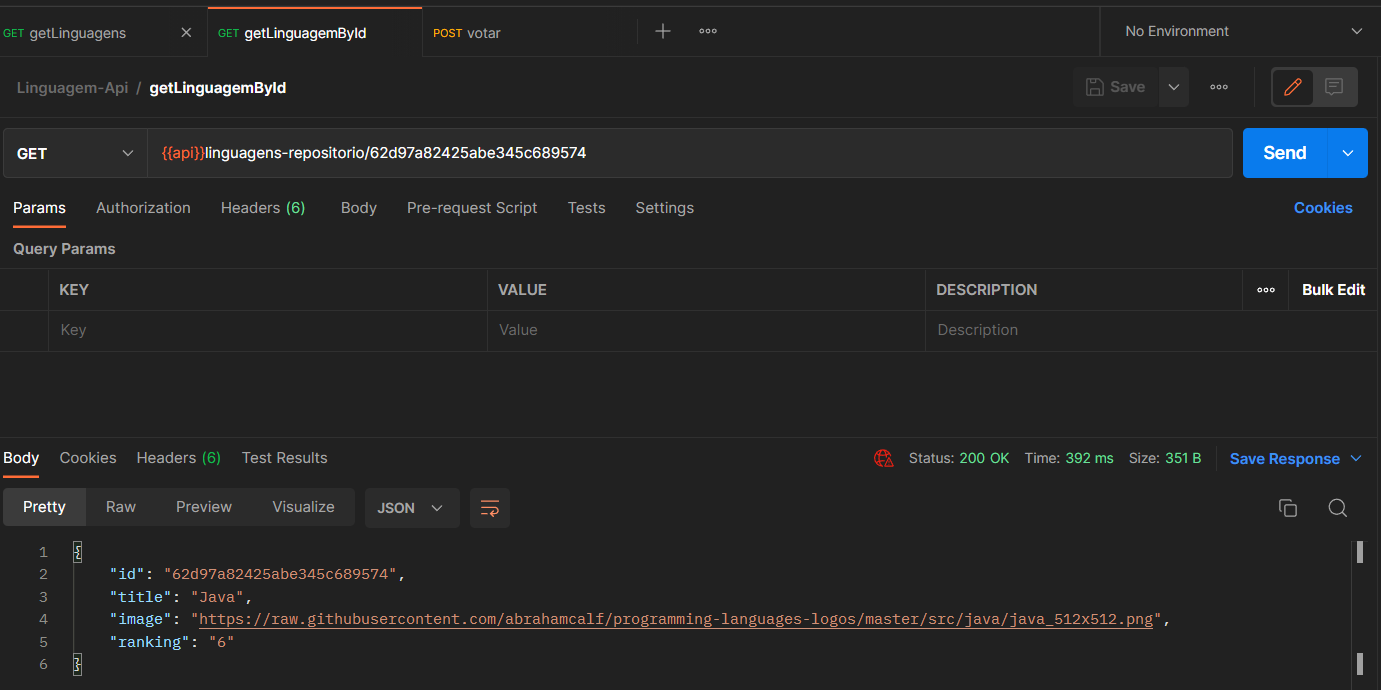 GET getLinguagens GET getLinguagemById POST votar No Environment
Linguagem-Api / getLinguagemById Save
GET {{api}}linguagens-repositorio/62d97a82425abe345c689574 Send
Params Authorization Headers (6) Body Pre-request Script Tests Settings Cookies
Query Params
KEY VALUE DESCRIPTION Bulk Edit
Key Value Description
Body Cookies Headers (6) Test Results Status: 200 OK Time: 392 ms Size: 351 B Save Response
Pretty Raw Preview Visualize JSON
1 {
2 "id": "62d97a82425abe345c689574",
3 "title": "Java",
4 "image": "https://raw.githubusercontent.com/abrahamcalf/programming-languages-logos/master/src/java/java_512x512.png",
5 "ranking": "6"
6 }